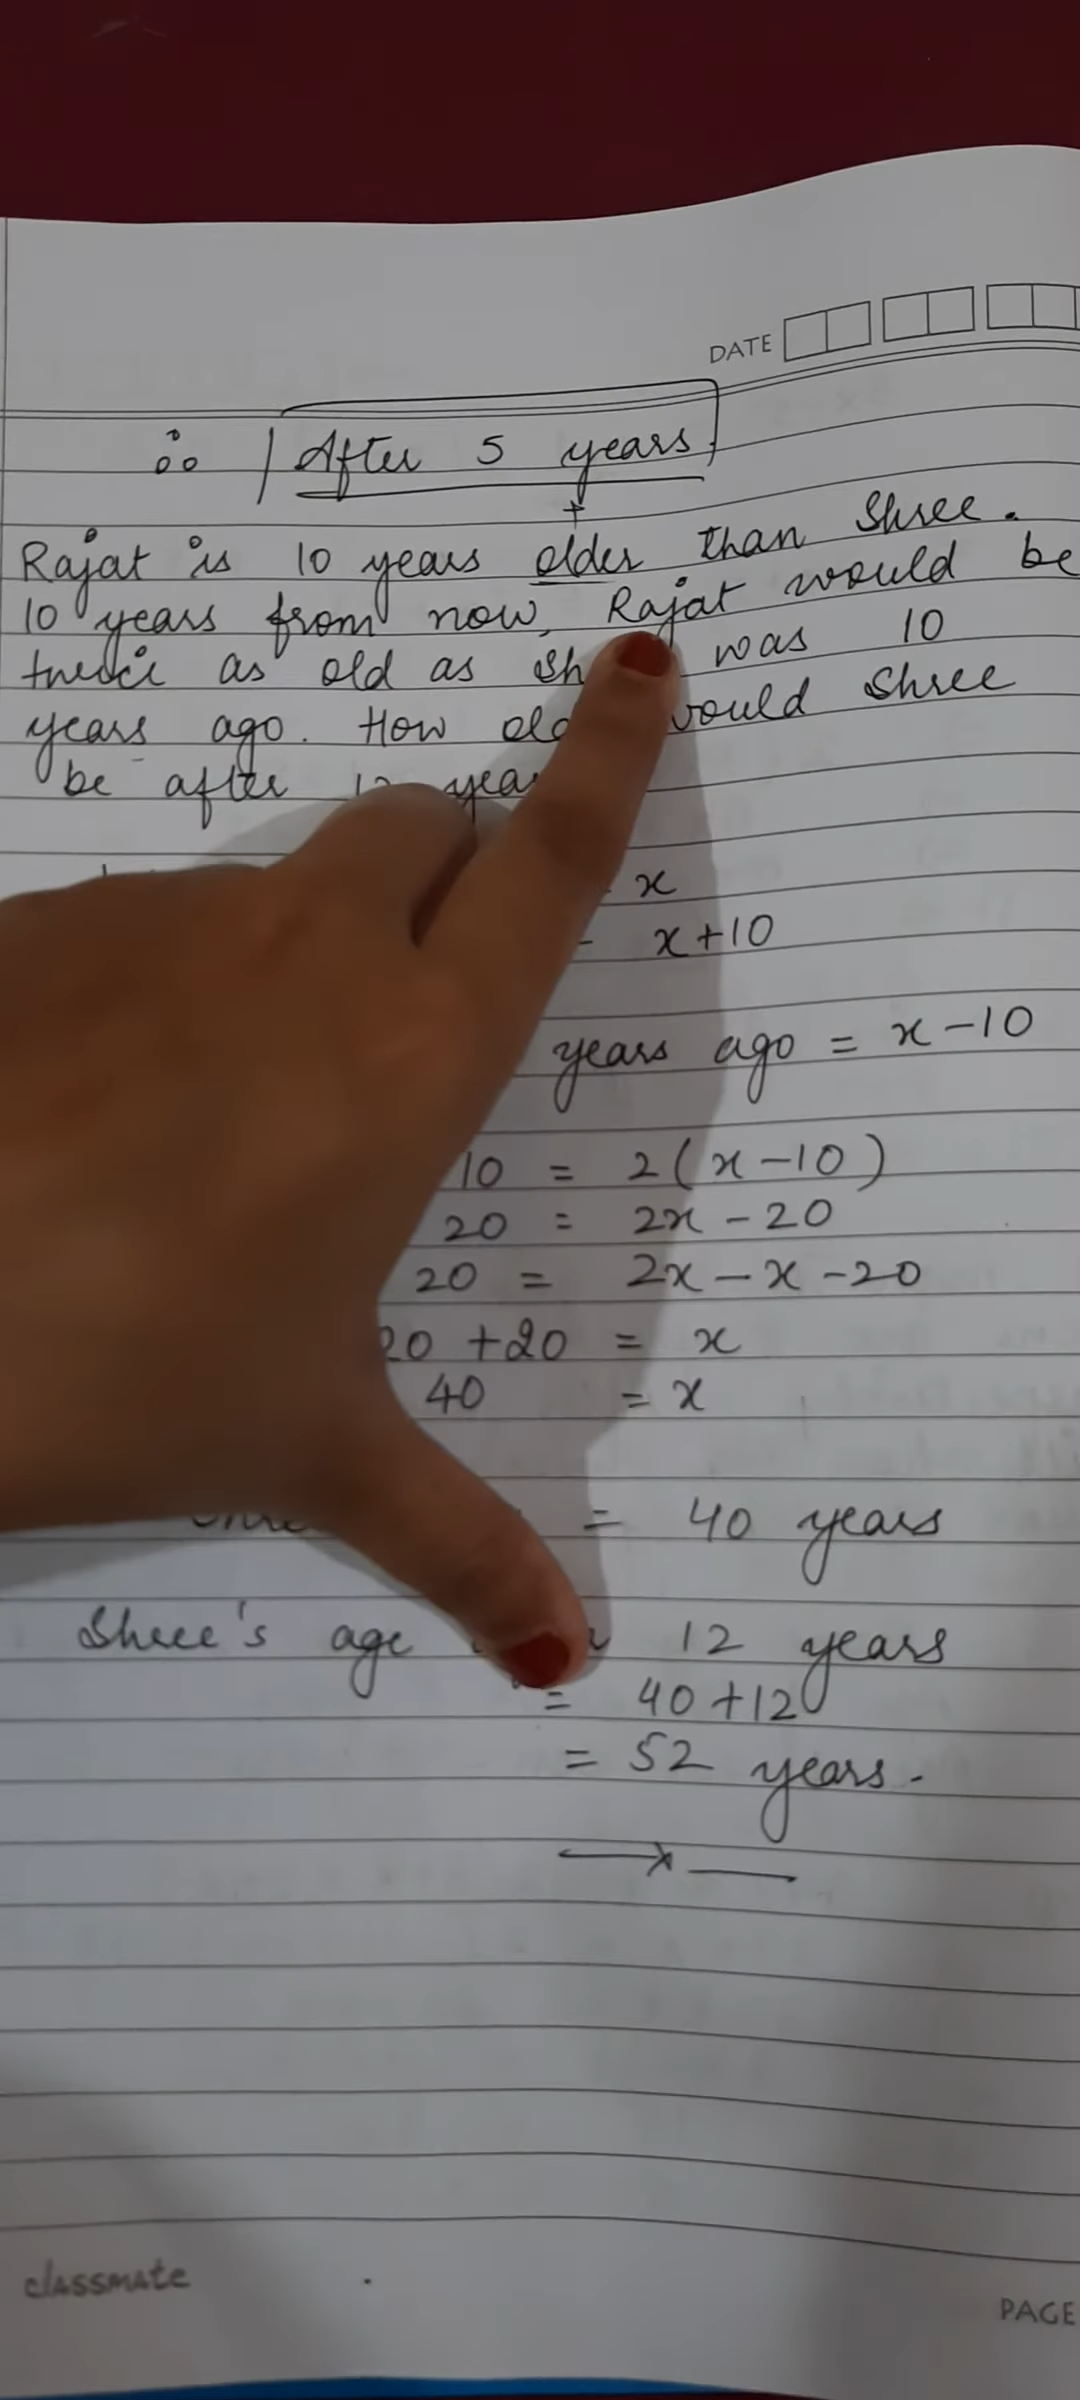 DATE
∴ After 5 years
+
Rajat is 10 years older than Shree.
10 years from now, Rajat would be
twice as old as was 10
years ago. How would Shree
be after
x
- x+10
years ago = x-10
10 = 2(x-10)
20 = 2x-20
20 = 2x-x-20
20 +20 = x
40 = x
= 40 years
Shree's age 12 years
= 40+12
= 52 years.
classmate
PAGE